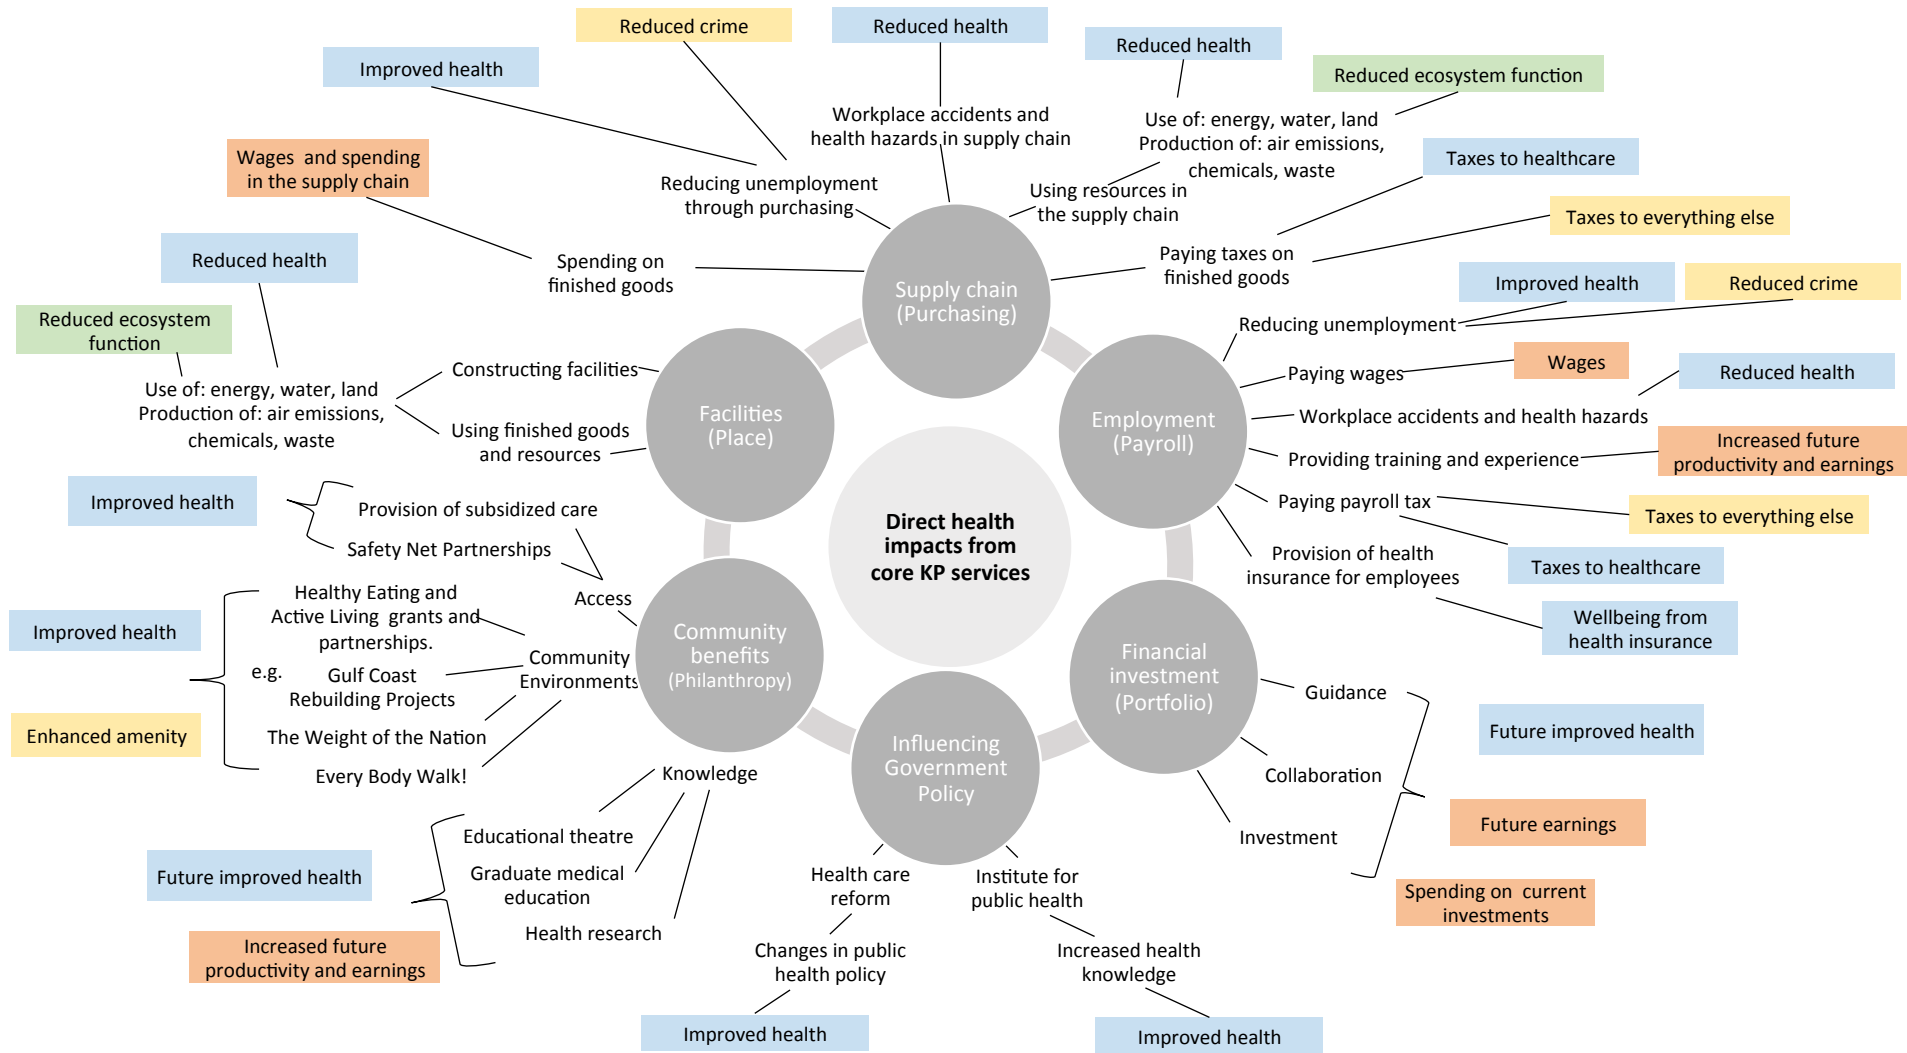 Reduced crime
Reduced health
Reduced health
Improved health
Reduced ecosystem function
Workplace accidents and
health hazards in supply chain
Use of: energy, water, land
Production of: air emissions,
chemicals, waste
Wages  and spending
in the supply chain
Taxes to healthcare
Reducing unemployment
through purchasing
Using resources in
the supply chain
Taxes to everything else
Reduced health
Spending on
finished goods
Paying taxes on
finished goods
Supply chain
(Purchasing)
Improved health
Reduced crime
Reduced ecosystem
function
Reducing unemployment
Constructing facilities
Paying wages
Wages
Reduced health
Use of: energy, water, land
Production of: air emissions,
chemicals, waste
Facilities
(Place)
Employment
(Payroll)
Workplace accidents and health hazards
Using finished goods
and resources
Providing training and experience
Increased future
productivity and earnings
Improved health
Provision of subsidized care
Safety Net Partnerships
Access
Direct health
impacts from
core KP services
Paying payroll tax
Taxes to everything else
Provision of health
insurance for employees
Taxes to healthcare
Wellbeing from
health insurance
Healthy Eating and
Active Living  grants and
partnerships.
Improved health
e.g.
Gulf Coast
Rebuilding Projects
Community
Environments
Community
benefits
(Philanthropy)
Financial
investment
(Portfolio)
Guidance
Enhanced amenity
The Weight of the Nation
Every Body Walk!
Future improved health
Knowledge
Influencing
Government
Policy
Collaboration
Educational theatre
Investment
Future earnings
Future improved health
Graduate medical
education
Health care
reform
Institute for
public health
Spending on  current
investments
Health research
Increased future
productivity and earnings
Changes in public
health policy
Increased health
knowledge
Improved health
Improved health